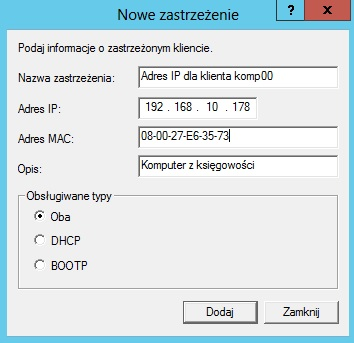 Nowe zastrzeżenie
? x
Podaj informacje o zastrzeżonym kliencie.
Nazwa zastrzeżenia: Adres IP dla klienta komp00
Adres IP: 192 . 168 . 10 . 178
Adres MAC: 08-00-27-E6-35-73
Opis: Komputer z księgowości
Obsługiwane typy
Oba
DHCP
BOOTP
Dodaj Zamknij